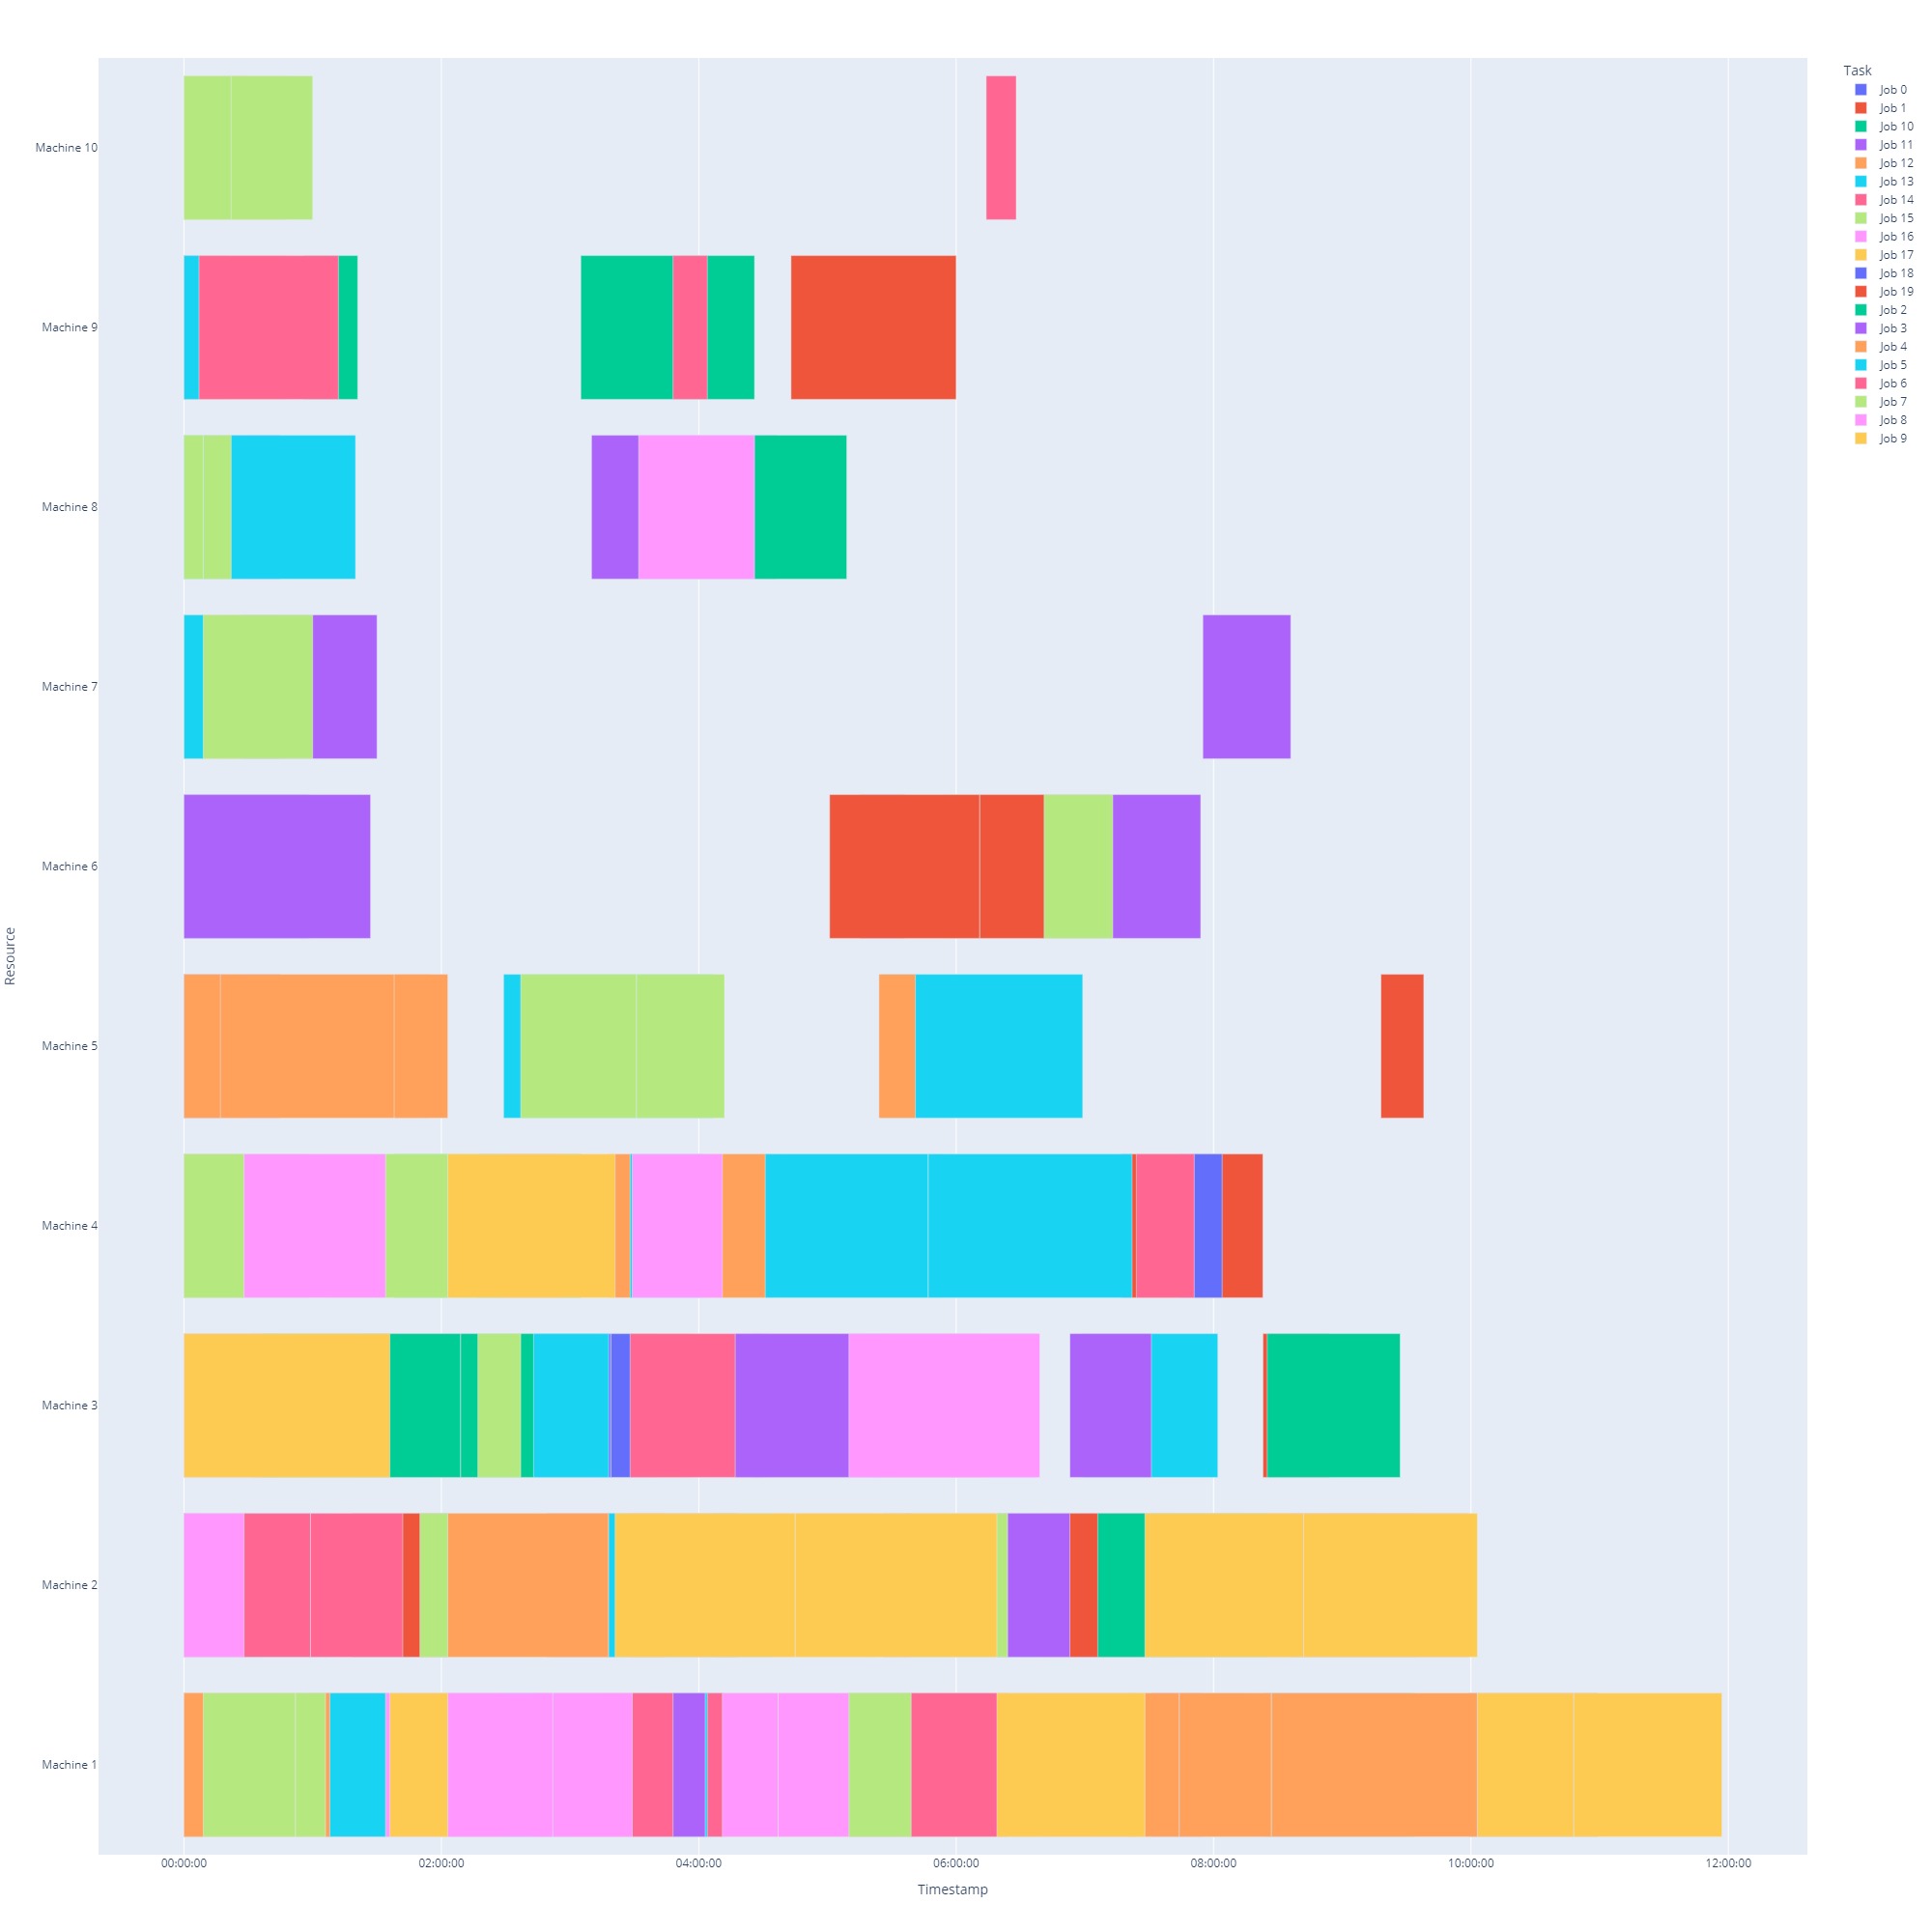 Machine 10
Machine 9
Machine 8
Machine 7
Machine 6
Machine 5
Machine 4
Machine 3
Machine 2
Machine 1
Resource
00:00:00
02:00:00
04:00:00
06:00:00
08:00:00
10:00:00
12:00:00
Timestamp
Task
Job 0
Job 1
Job 10
Job 11
Job 12
Job 13
Job 14
Job 15
Job 16
Job 17
Job 18
Job 19
Job 2
Job 3
Job 4
Job 5
Job 6
Job 7
Job 8
Job 9